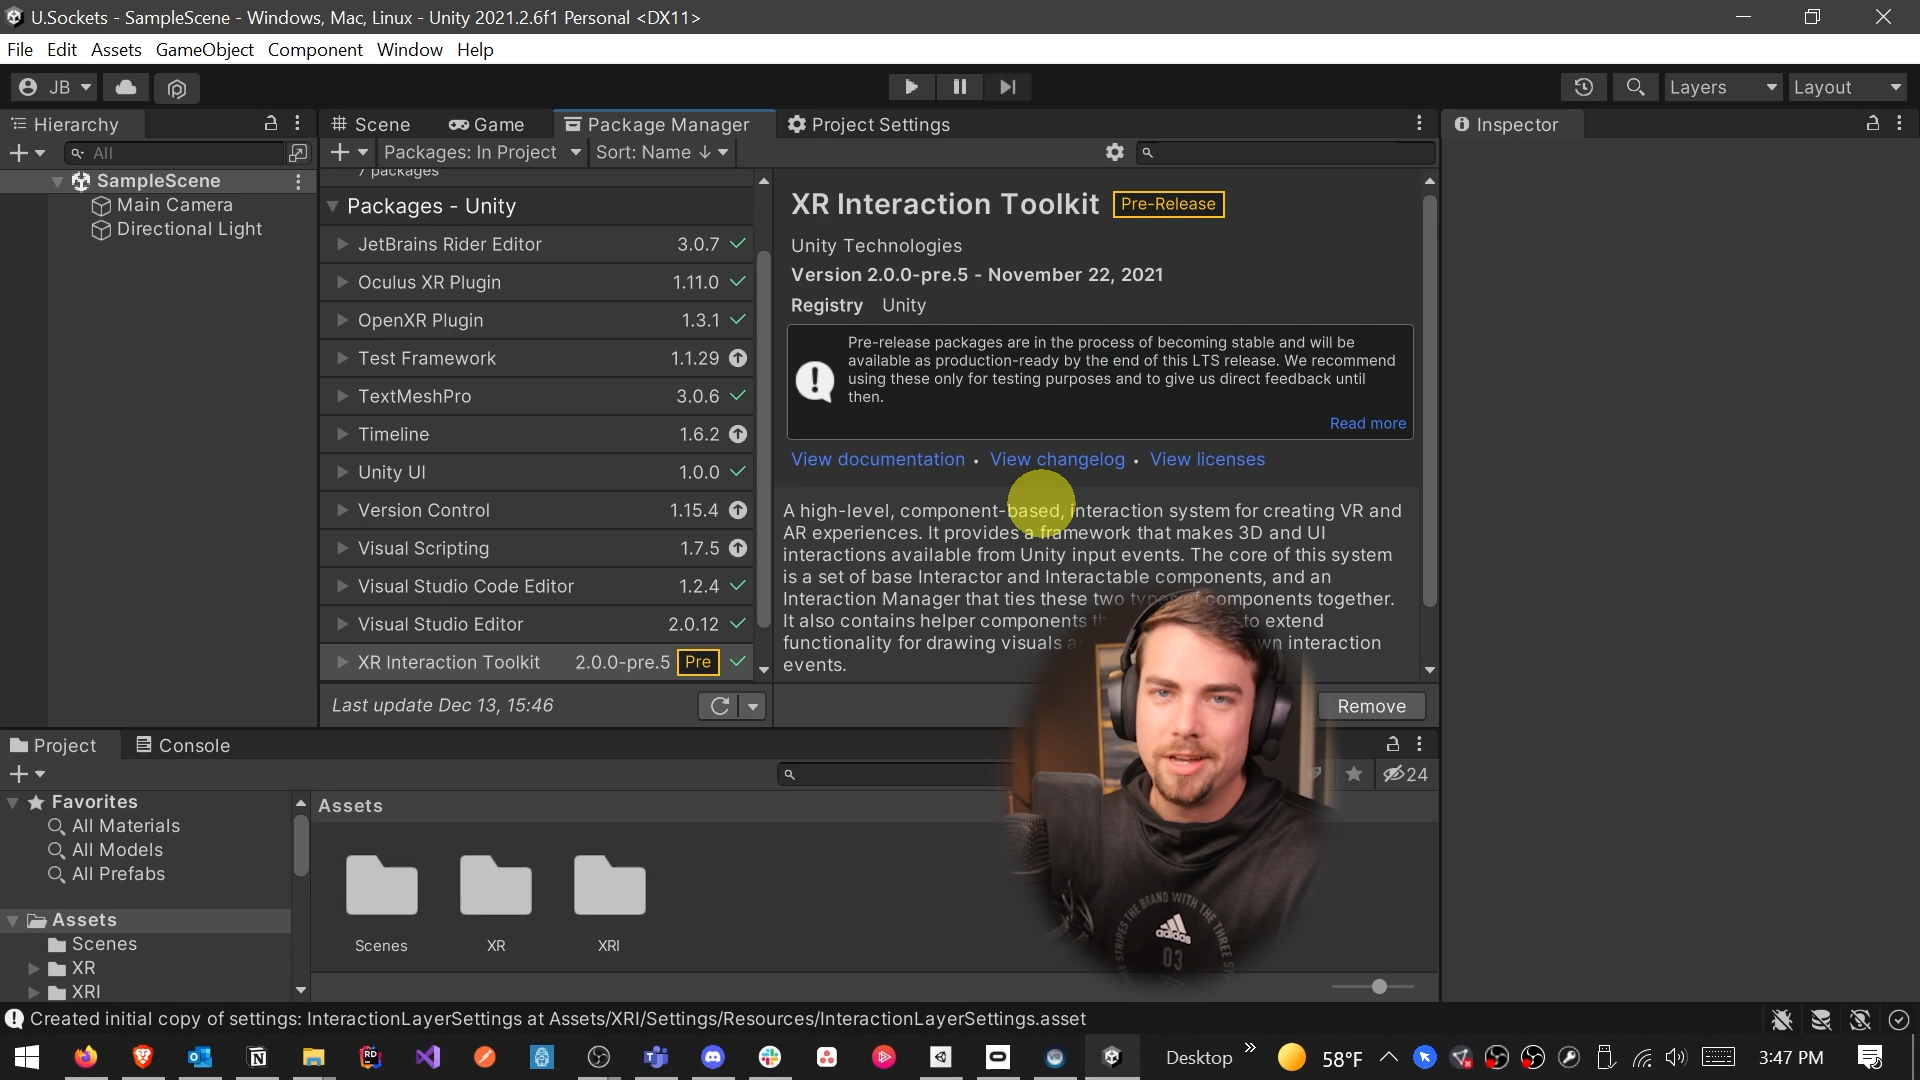 U.Sockets - SampleScene - Windows, Mac, Linux - Unity 2021.2.6f1 Personal <DX11>
File Edit Assets GameObject Component Window Help
JB
Layers
Layout
Hierarchy
Scene
Game
Package Manager
Project Settings
Inspector
All
Packages: In Project
Sort: Name ↓
SampleScene
Main Camera
Directional Light
7 packages
Packages - Unity
JetBrains Rider Editor 3.0.7
Oculus XR Plugin 1.11.0
OpenXR Plugin 1.3.1
Test Framework 1.1.29
TextMeshPro 3.0.6
Timeline 1.6.2
Unity UI 1.0.0
Version Control 1.15.4
Visual Scripting 1.7.5
Visual Studio Code Editor 1.2.4
Visual Studio Editor 2.0.12
XR Interaction Toolkit 2.0.0-pre.5 Pre
Last update Dec 13, 15:46
XR Interaction Toolkit Pre-Release
Unity Technologies
Version 2.0.0-pre.5 - November 22, 2021
Registry Unity
Pre-release packages are in the process of becoming stable and will be
available as production-ready by the end of this LTS release. We recommend
using these only for testing purposes and to give us direct feedback until
then.
Read more
View documentation • View changelog • View licenses
A high-level, component-based, interaction system for creating VR and
AR experiences. It provides a framework that makes 3D and UI
interactions available from Unity input events. The core of this system
is a set of base Interactor and Interactable components, and an
Interaction Manager that ties these two types of components together.
It also contains helper components to extend
functionality for drawing visuals interaction
events.
Remove
Project
Console
24
Favorites
All Materials
All Models
All Prefabs
Assets
Scenes
XR
XRI
Assets
Scenes
XR
XRI
THE BRAND WITH THE THREE
adidas
03
Created initial copy of settings: InteractionLayerSettings at Assets/XRI/Settings/Resources/InteractionLayerSettings.asset
Desktop
58°F
3:47 PM